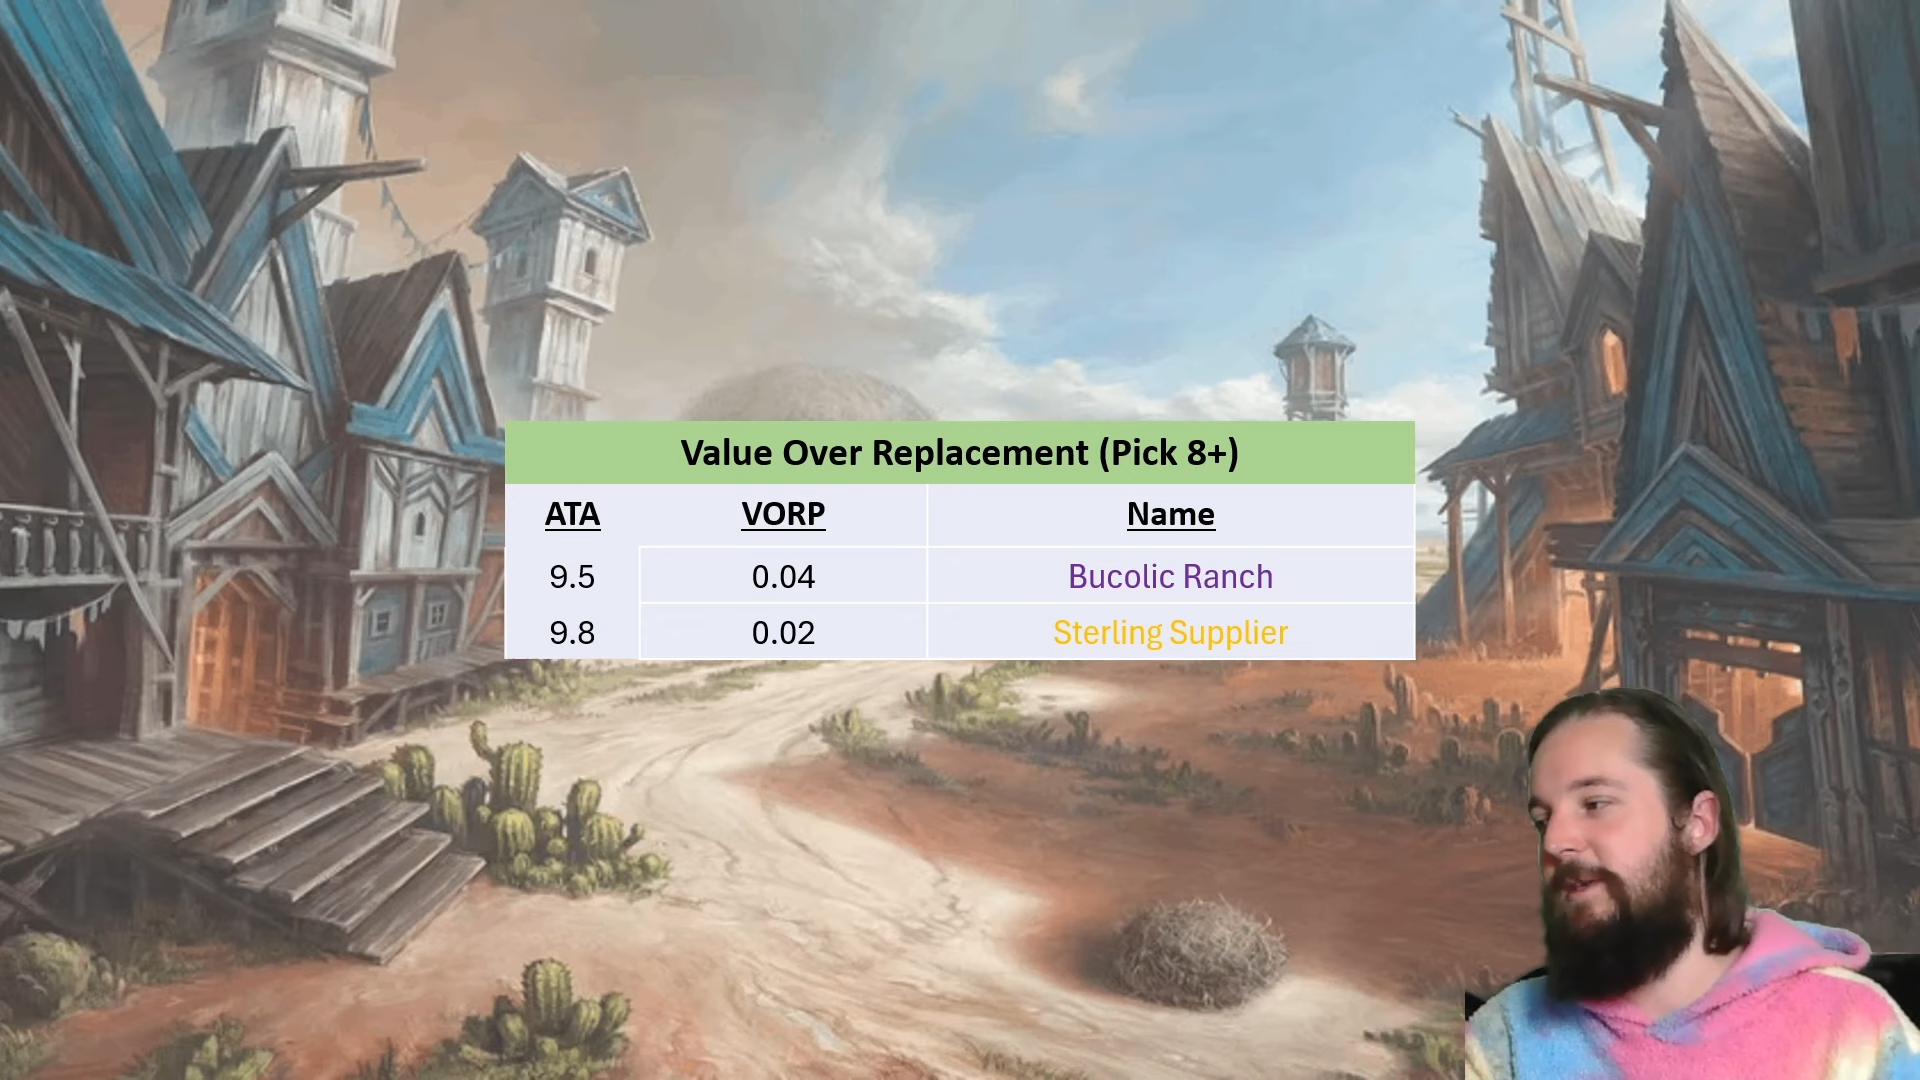 Value Over Replacement (Pick 8+)
ATA VORP Name
9.5 0.04 Bucolic Ranch
9.8 0.02 Sterling Supplier